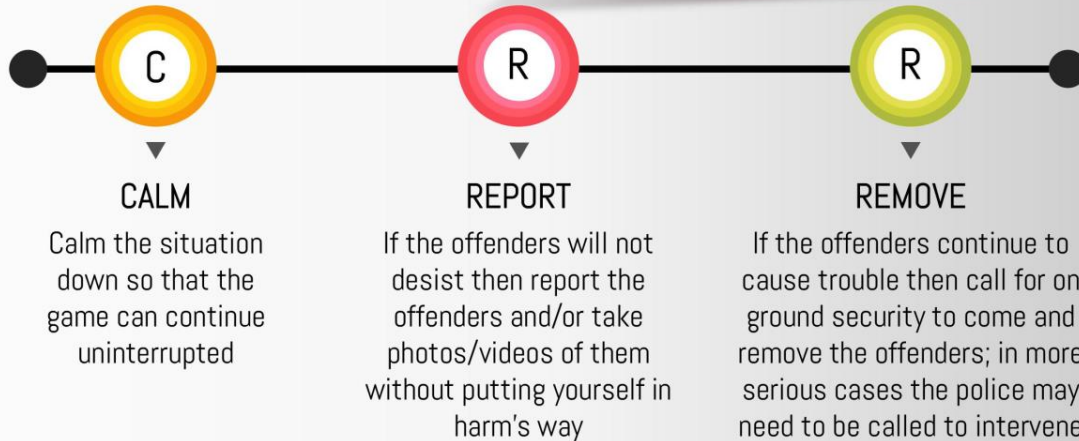 C
R
R
CALM
Calm the situation
down so that the
game can continue
uninterrupted
REPORT
If the offenders will not
desist then report the
offenders and/or take
photos/videos of them
without putting yourself in
harm's way
REMOVE
If the offenders continue to
cause trouble then call for on
ground security to come and
remove the offenders; in more
serious cases the police may
need to be called to intervene